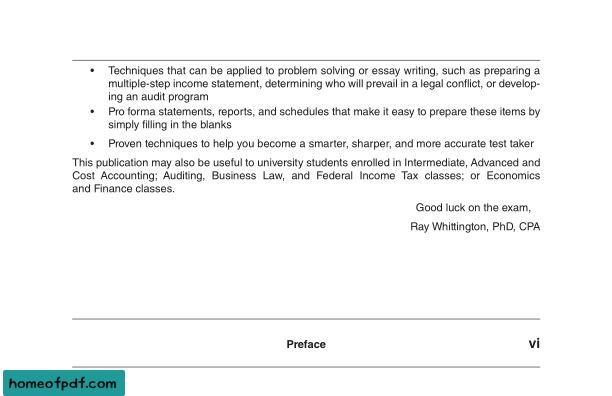 • Techniques that can be applied to problem solving or essay writing, such as preparing a
multiple-step income statement, determining who will prevail in a legal conflict, or develop-
ing an audit program
• Pro forma statements, reports, and schedules that make it easy to prepare these items by
simply filling in the blanks
• Proven techniques to help you become a smarter, sharper, and more accurate test taker
This publication may also be useful to university students enrolled in Intermediate, Advanced and
Cost Accounting; Auditing, Business Law, and Federal Income Tax classes; or Economics
and Finance classes.
Good luck on the exam,
Ray Whittington, PhD, CPA
Preface vi
homeofpdf.com